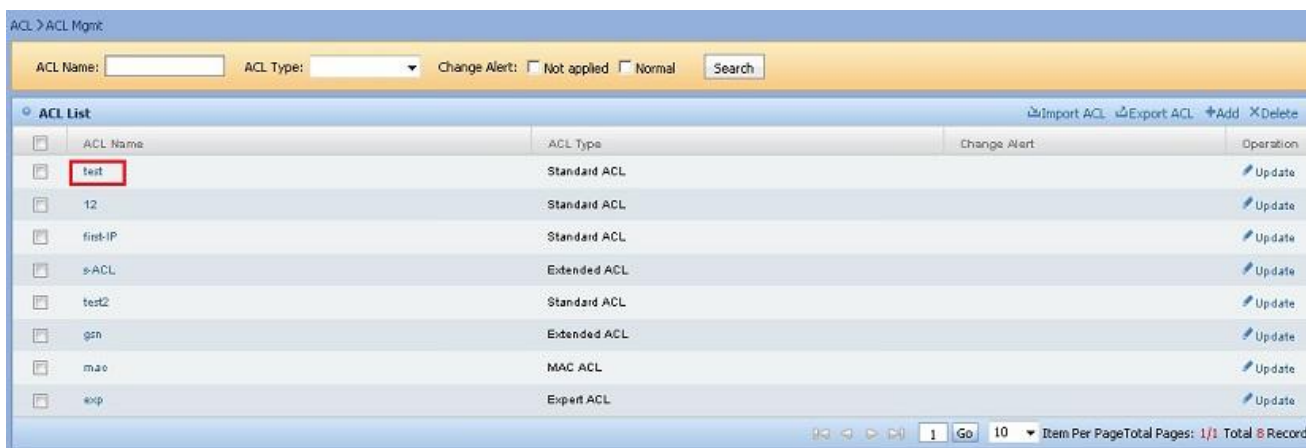 ACL > ACL Mgmt
ACL Name: ACL Type: Change Alert: Not applied Normal Search
ACL List Import ACL Export ACL Add Delete
ACL Name ACL Type Change Alert Operation
test Standard ACL Update
12 Standard ACL Update
first-IP Standard ACL Update
s-ACL Extended ACL Update
test2 Standard ACL Update
gsn Extended ACL Update
mac MAC ACL Update
exp Expert ACL Update
1 Go 10 Item Per PageTotal Pages: 1/1 Total 8 Record